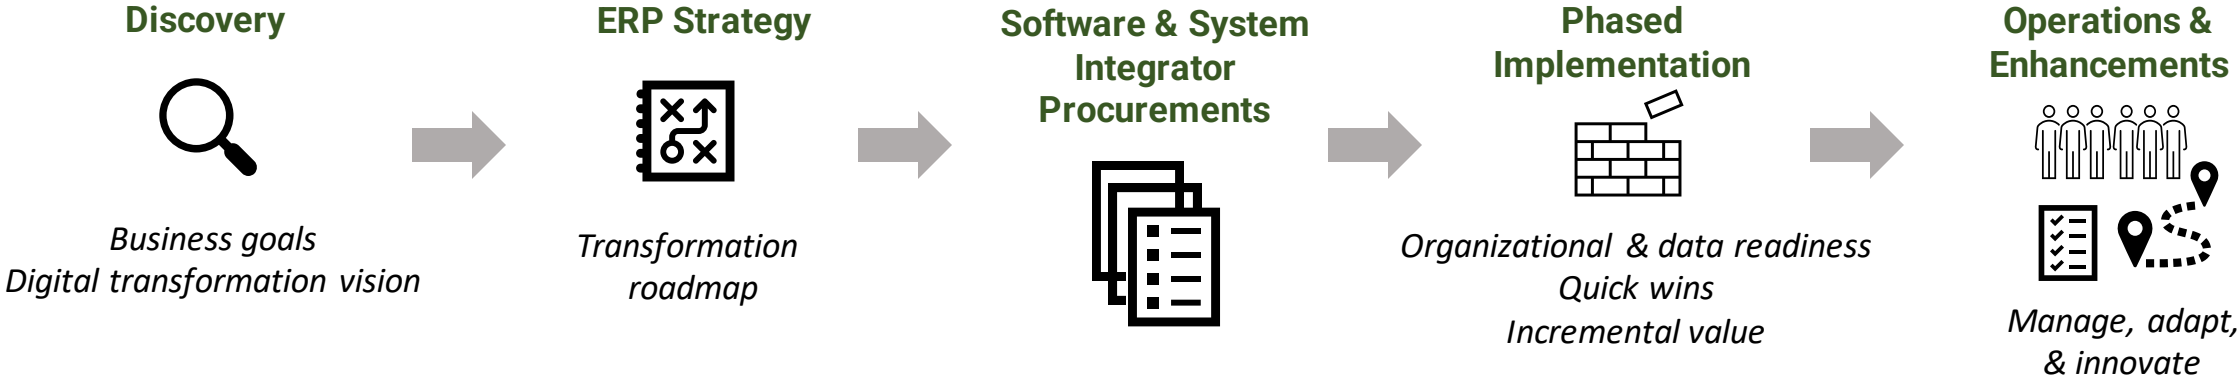 Discovery
Business goals
Digital transformation vision
ERP Strategy
Transformation
roadmap
Software & System
Integrator
Procurements
Phased
Implementation
Organizational & data readiness
Quick wins
Incremental value
Operations &
Enhancements
Manage, adapt,
& innovate